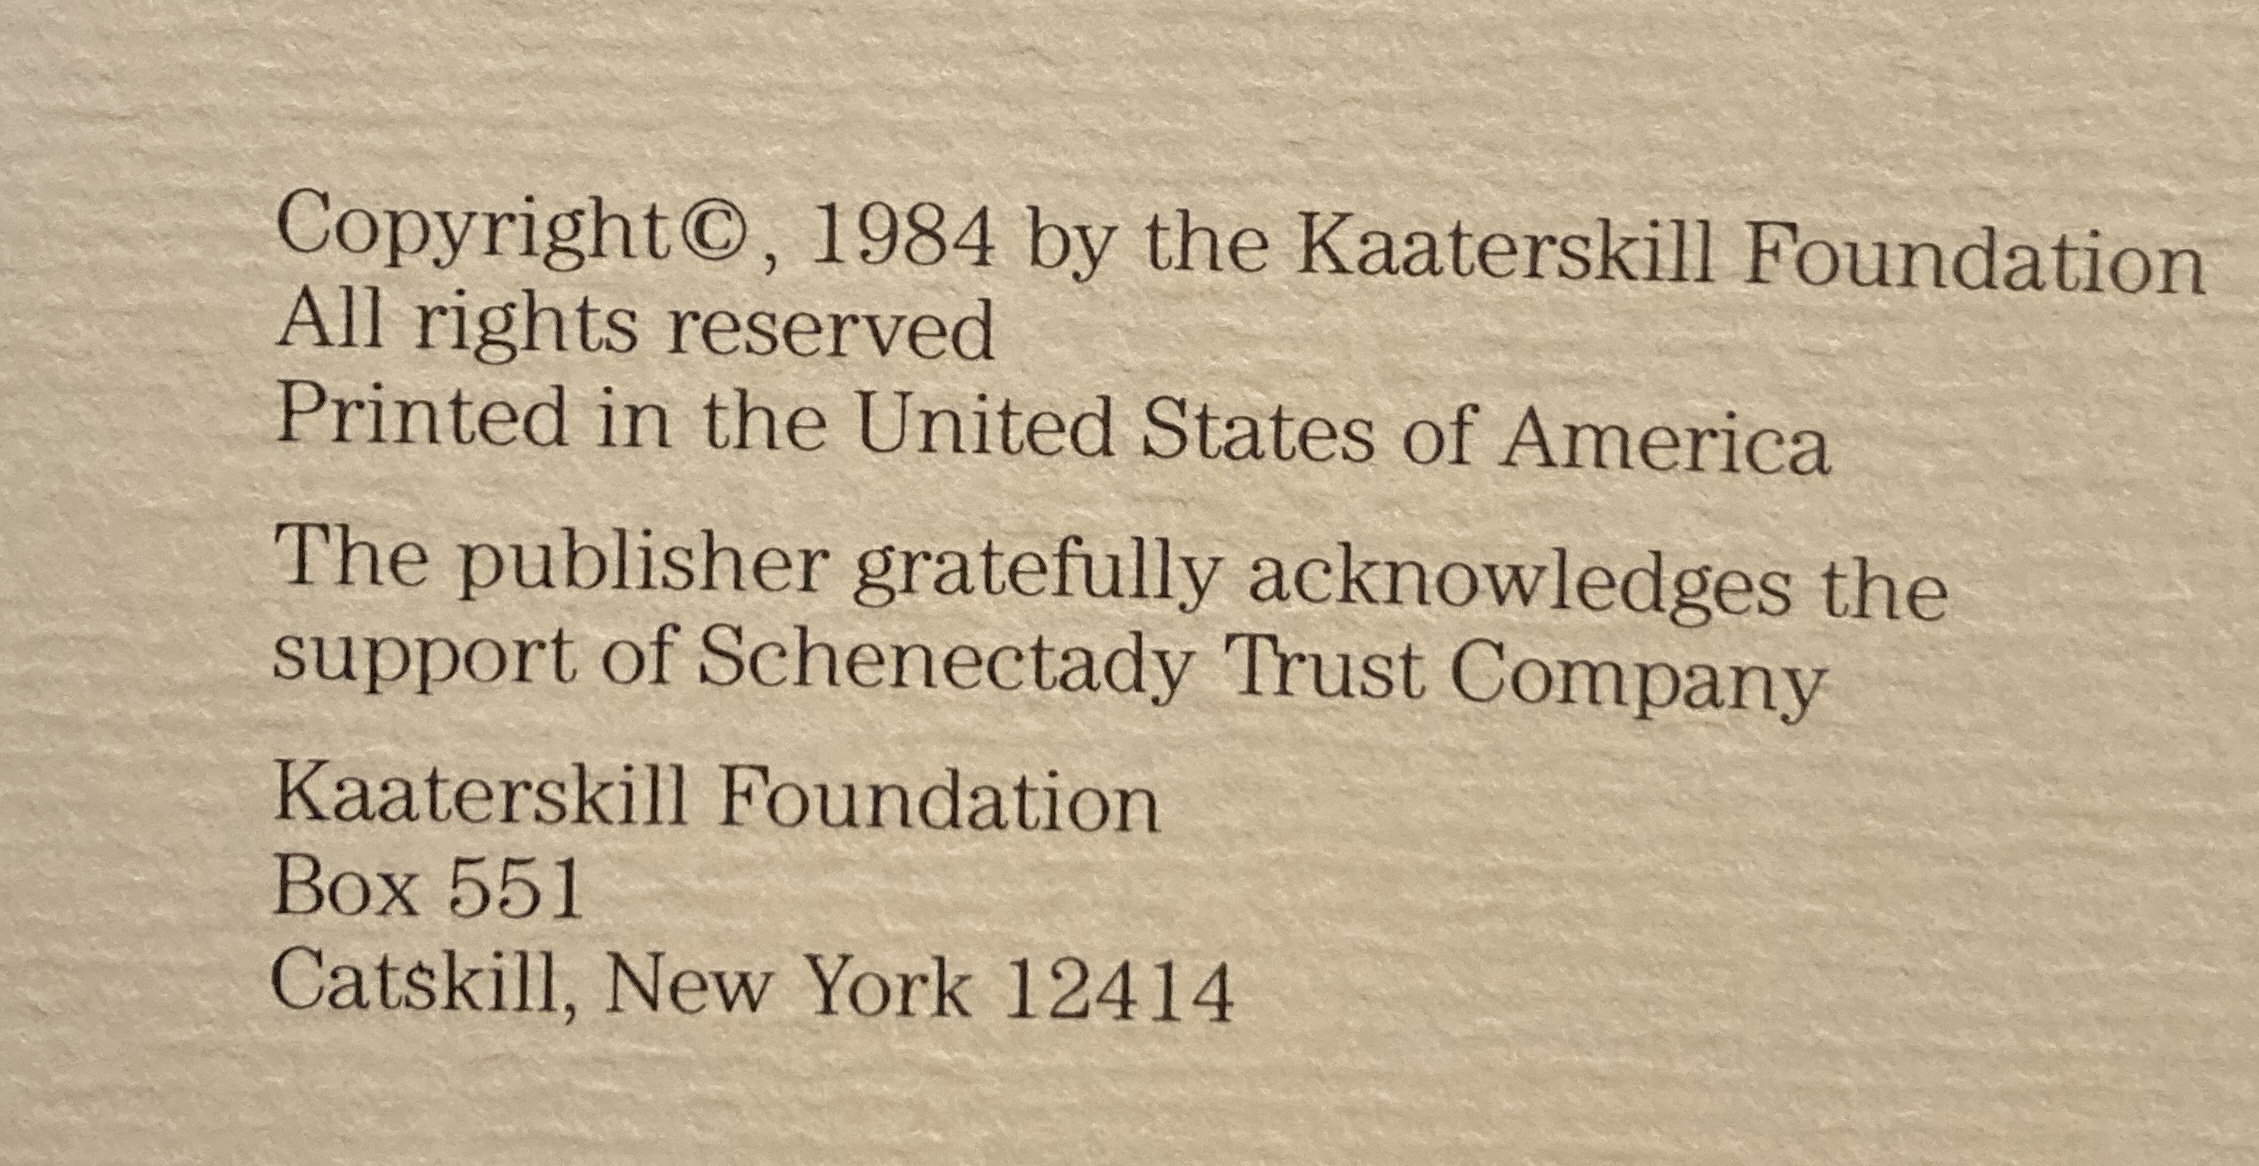 Copyright©, 1984 by the Kaaterskill Foundation
All rights reserved
Printed in the United States of America
The publisher gratefully acknowledges the
support of Schenectady Trust Company
Kaaterskill Foundation
Box 551
Catskill, New York 12414